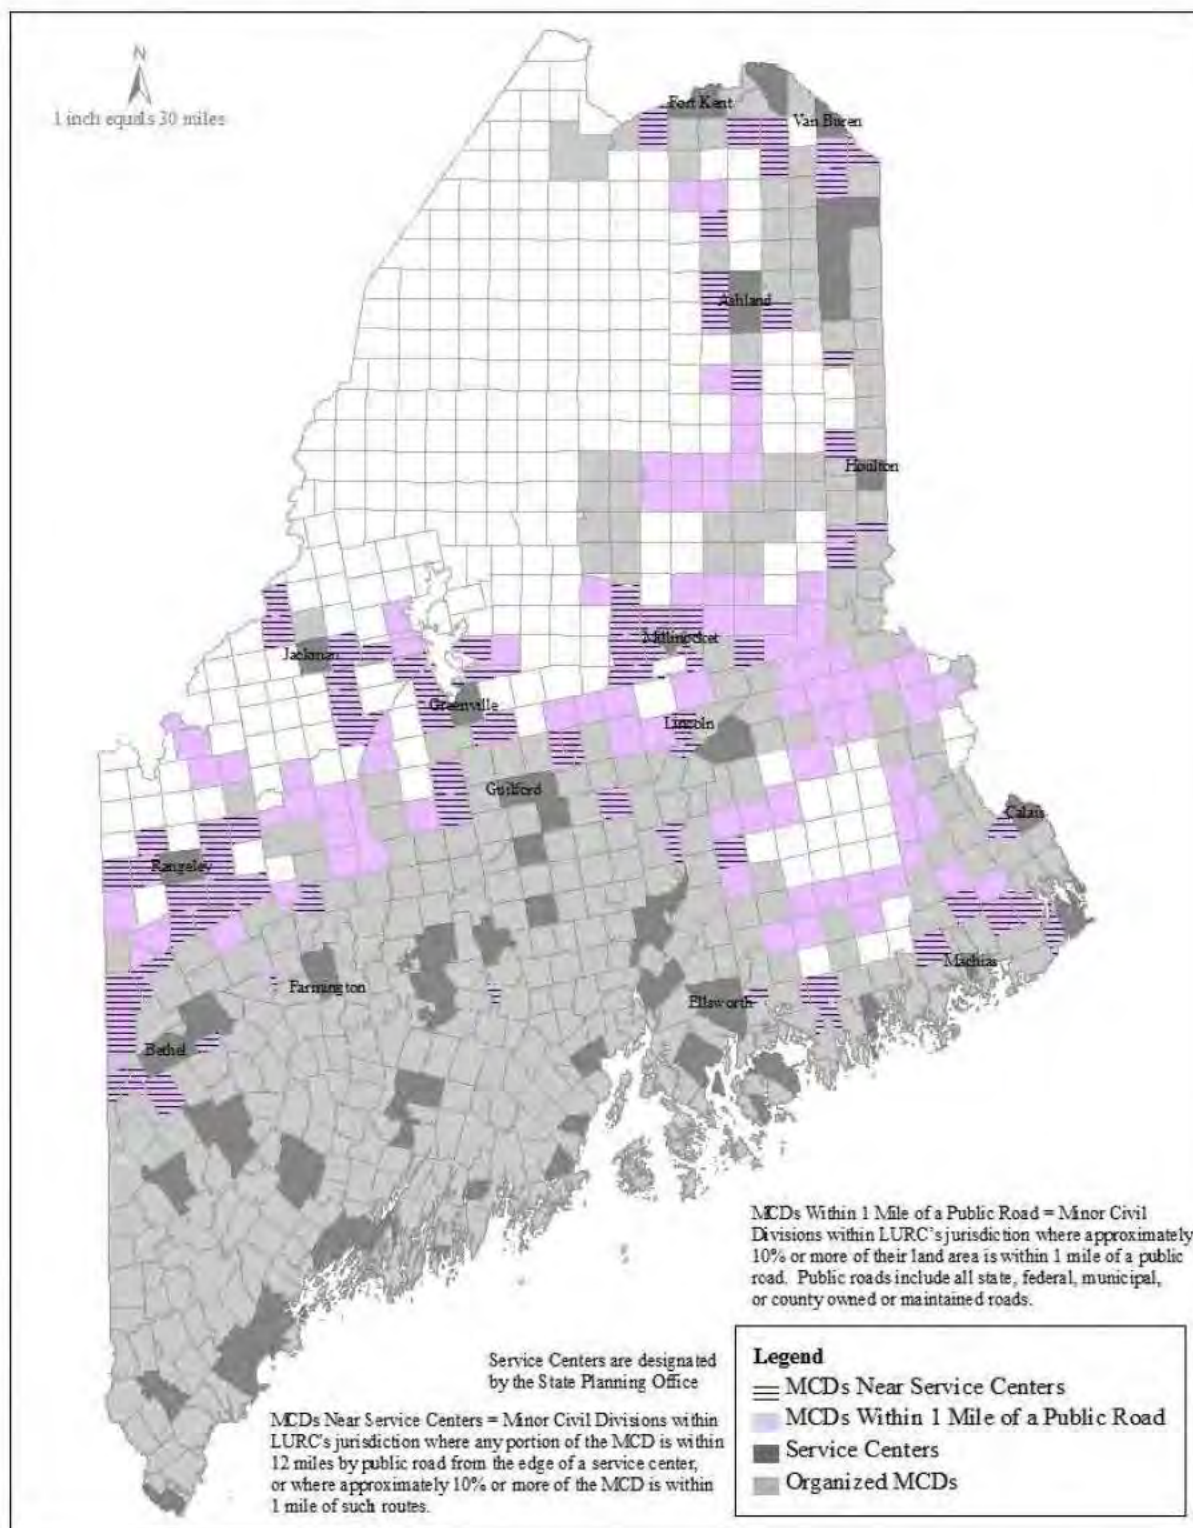 N
1 inch equals 30 miles
Fort Kent
Van Buren
Ashland
Houlton
Millinocket
Jackman
Greenville
Lincoln
Guilford
Calais
Rangeley
Machias
Farmington
Ellsworth
Bethel
MCDs Within 1 Mile of a Public Road = Minor Civil
Divisions within LURC's jurisdiction where approximately
10% or more of their land area is within 1 mile of a public
road. Public roads include all state, federal, municipal,
or county owned or maintained roads.
Service Centers are designated
by the State Planning Office
MCDs Near Service Centers = Minor Civil Divisions within
LURC's jurisdiction where any portion of the MCD is within
12 miles by public road from the edge of a service center,
or where approximately 10% or more of the MCD is within
1 mile of such routes.
Legend
MCDs Near Service Centers
MCDs Within 1 Mile of a Public Road
Service Centers
Organized MCDs